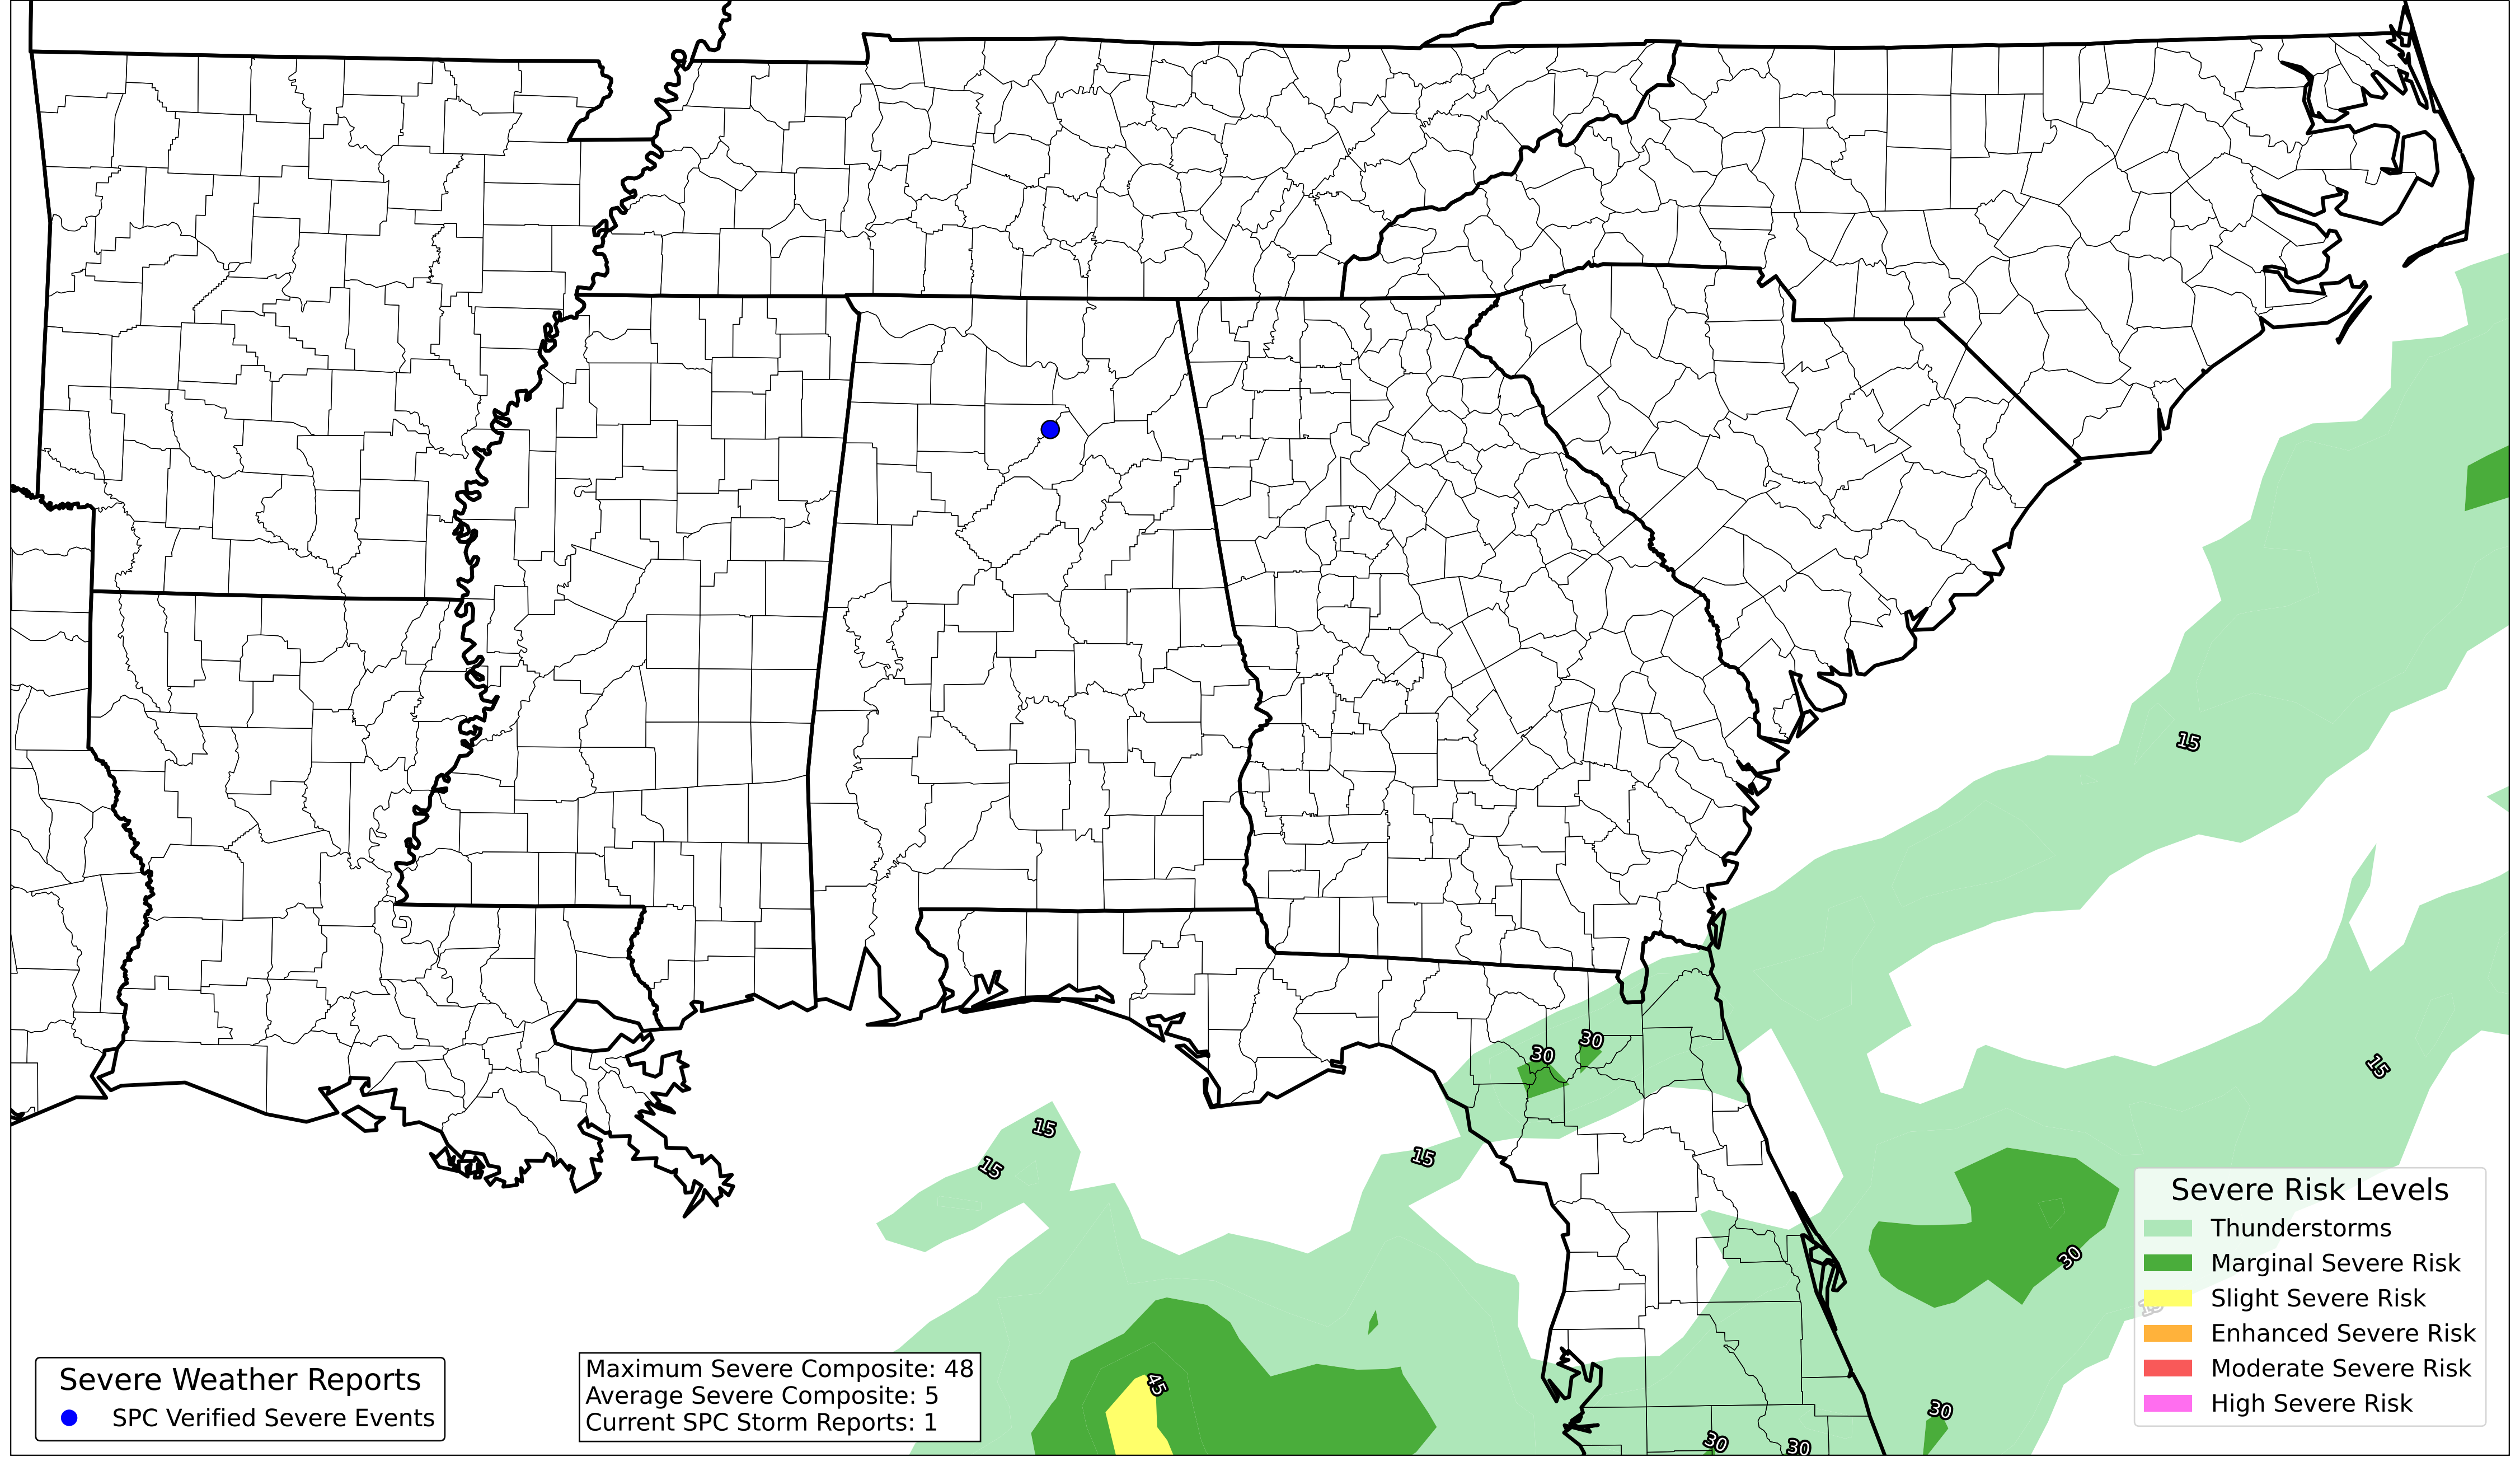 15
30
30
15
15
15
15
30
45
30
30
30
Severe Risk Levels
Thunderstorms
Marginal Severe Risk
Slight Severe Risk
Enhanced Severe Risk
Moderate Severe Risk
High Severe Risk
Severe Weather Reports
SPC Verified Severe Events
Maximum Severe Composite: 48
Average Severe Composite: 5
Current SPC Storm Reports: 1